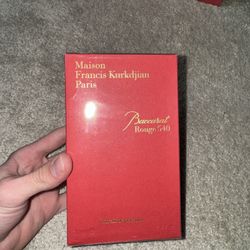 Maison
Francis Kurkdjian
Paris
Baccarat
Rouge 540